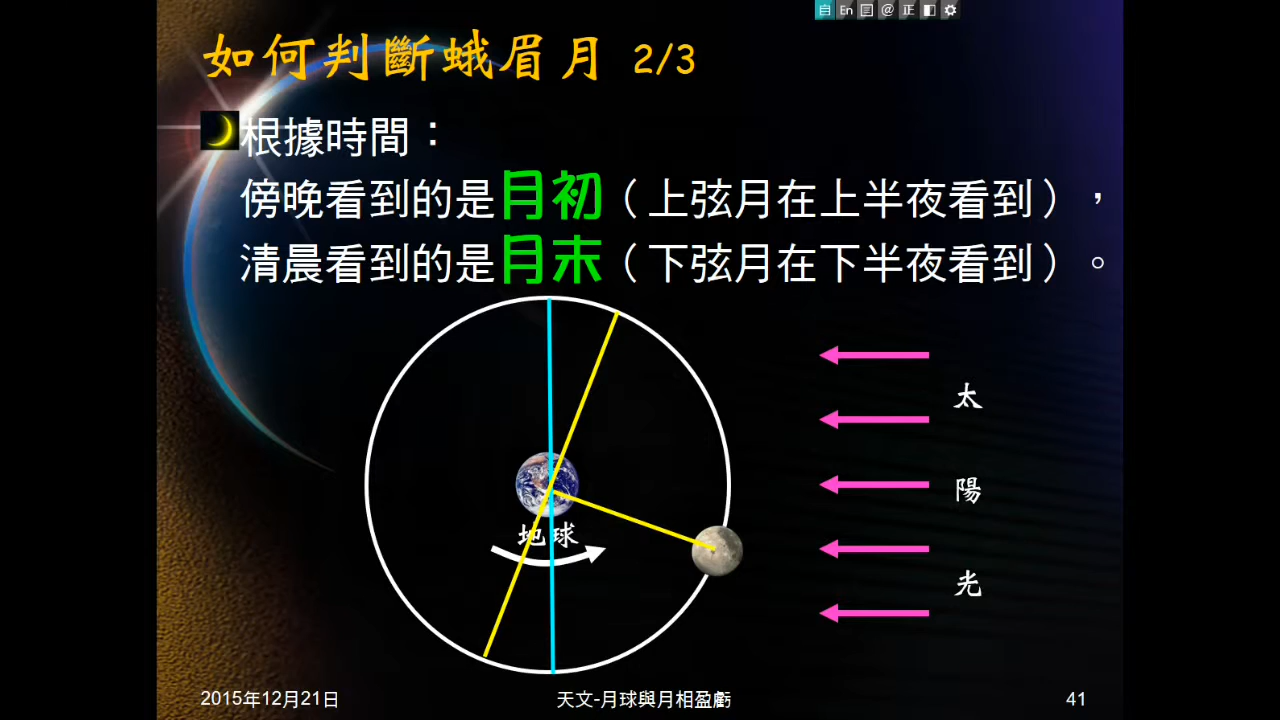 自 En @ 正
如何判斷蛾眉月 2/3
根據時間：
傍晚看到的是月初（上弦月在上半夜看到），
清晨看到的是月末（下弦月在下半夜看到）。
太
陽
光
地球
2015年12月21日
天文-月球與月相盈虧
41